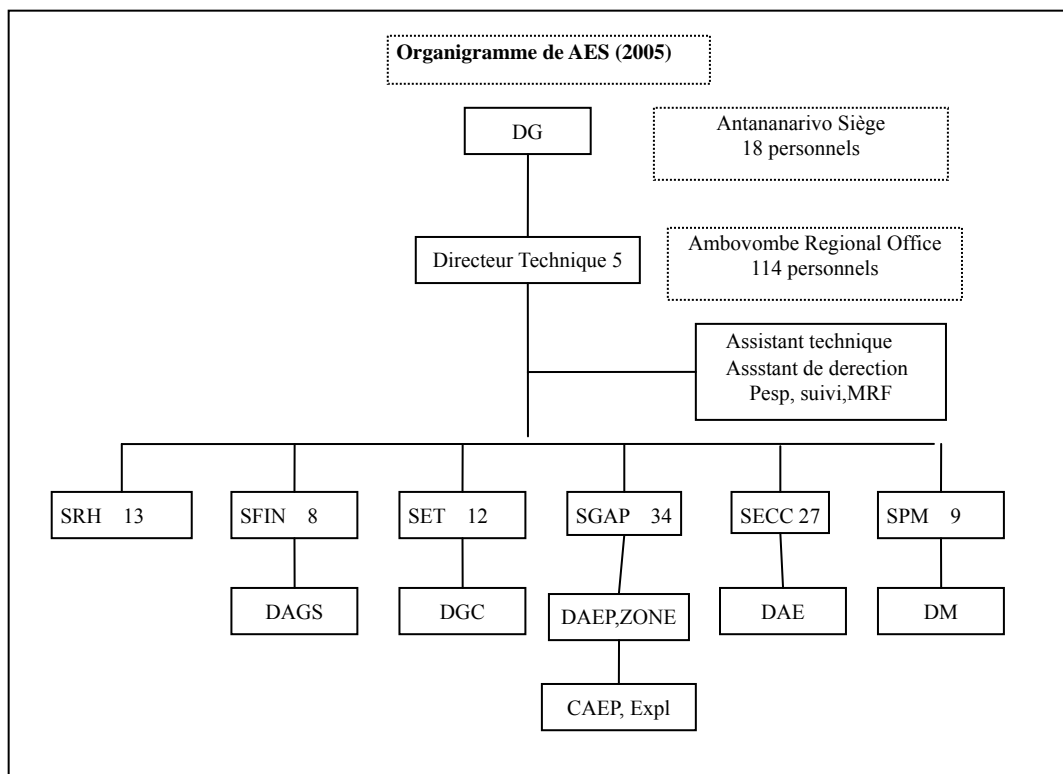 Organigramme de AES (2005)
DG
Antananarivo Siège
18 personnels
Directeur Technique 5
Ambovombe Regional Office
114 personnels
Assistant technique
Assstant de derection
Pesp, suivi,MRF
SRH 13
SFIN 8
SET 12
SGAP 34
SECC 27
SPM 9
DAGS
DGC
DAEP,ZONE
DAE
DM
CAEP, Expl